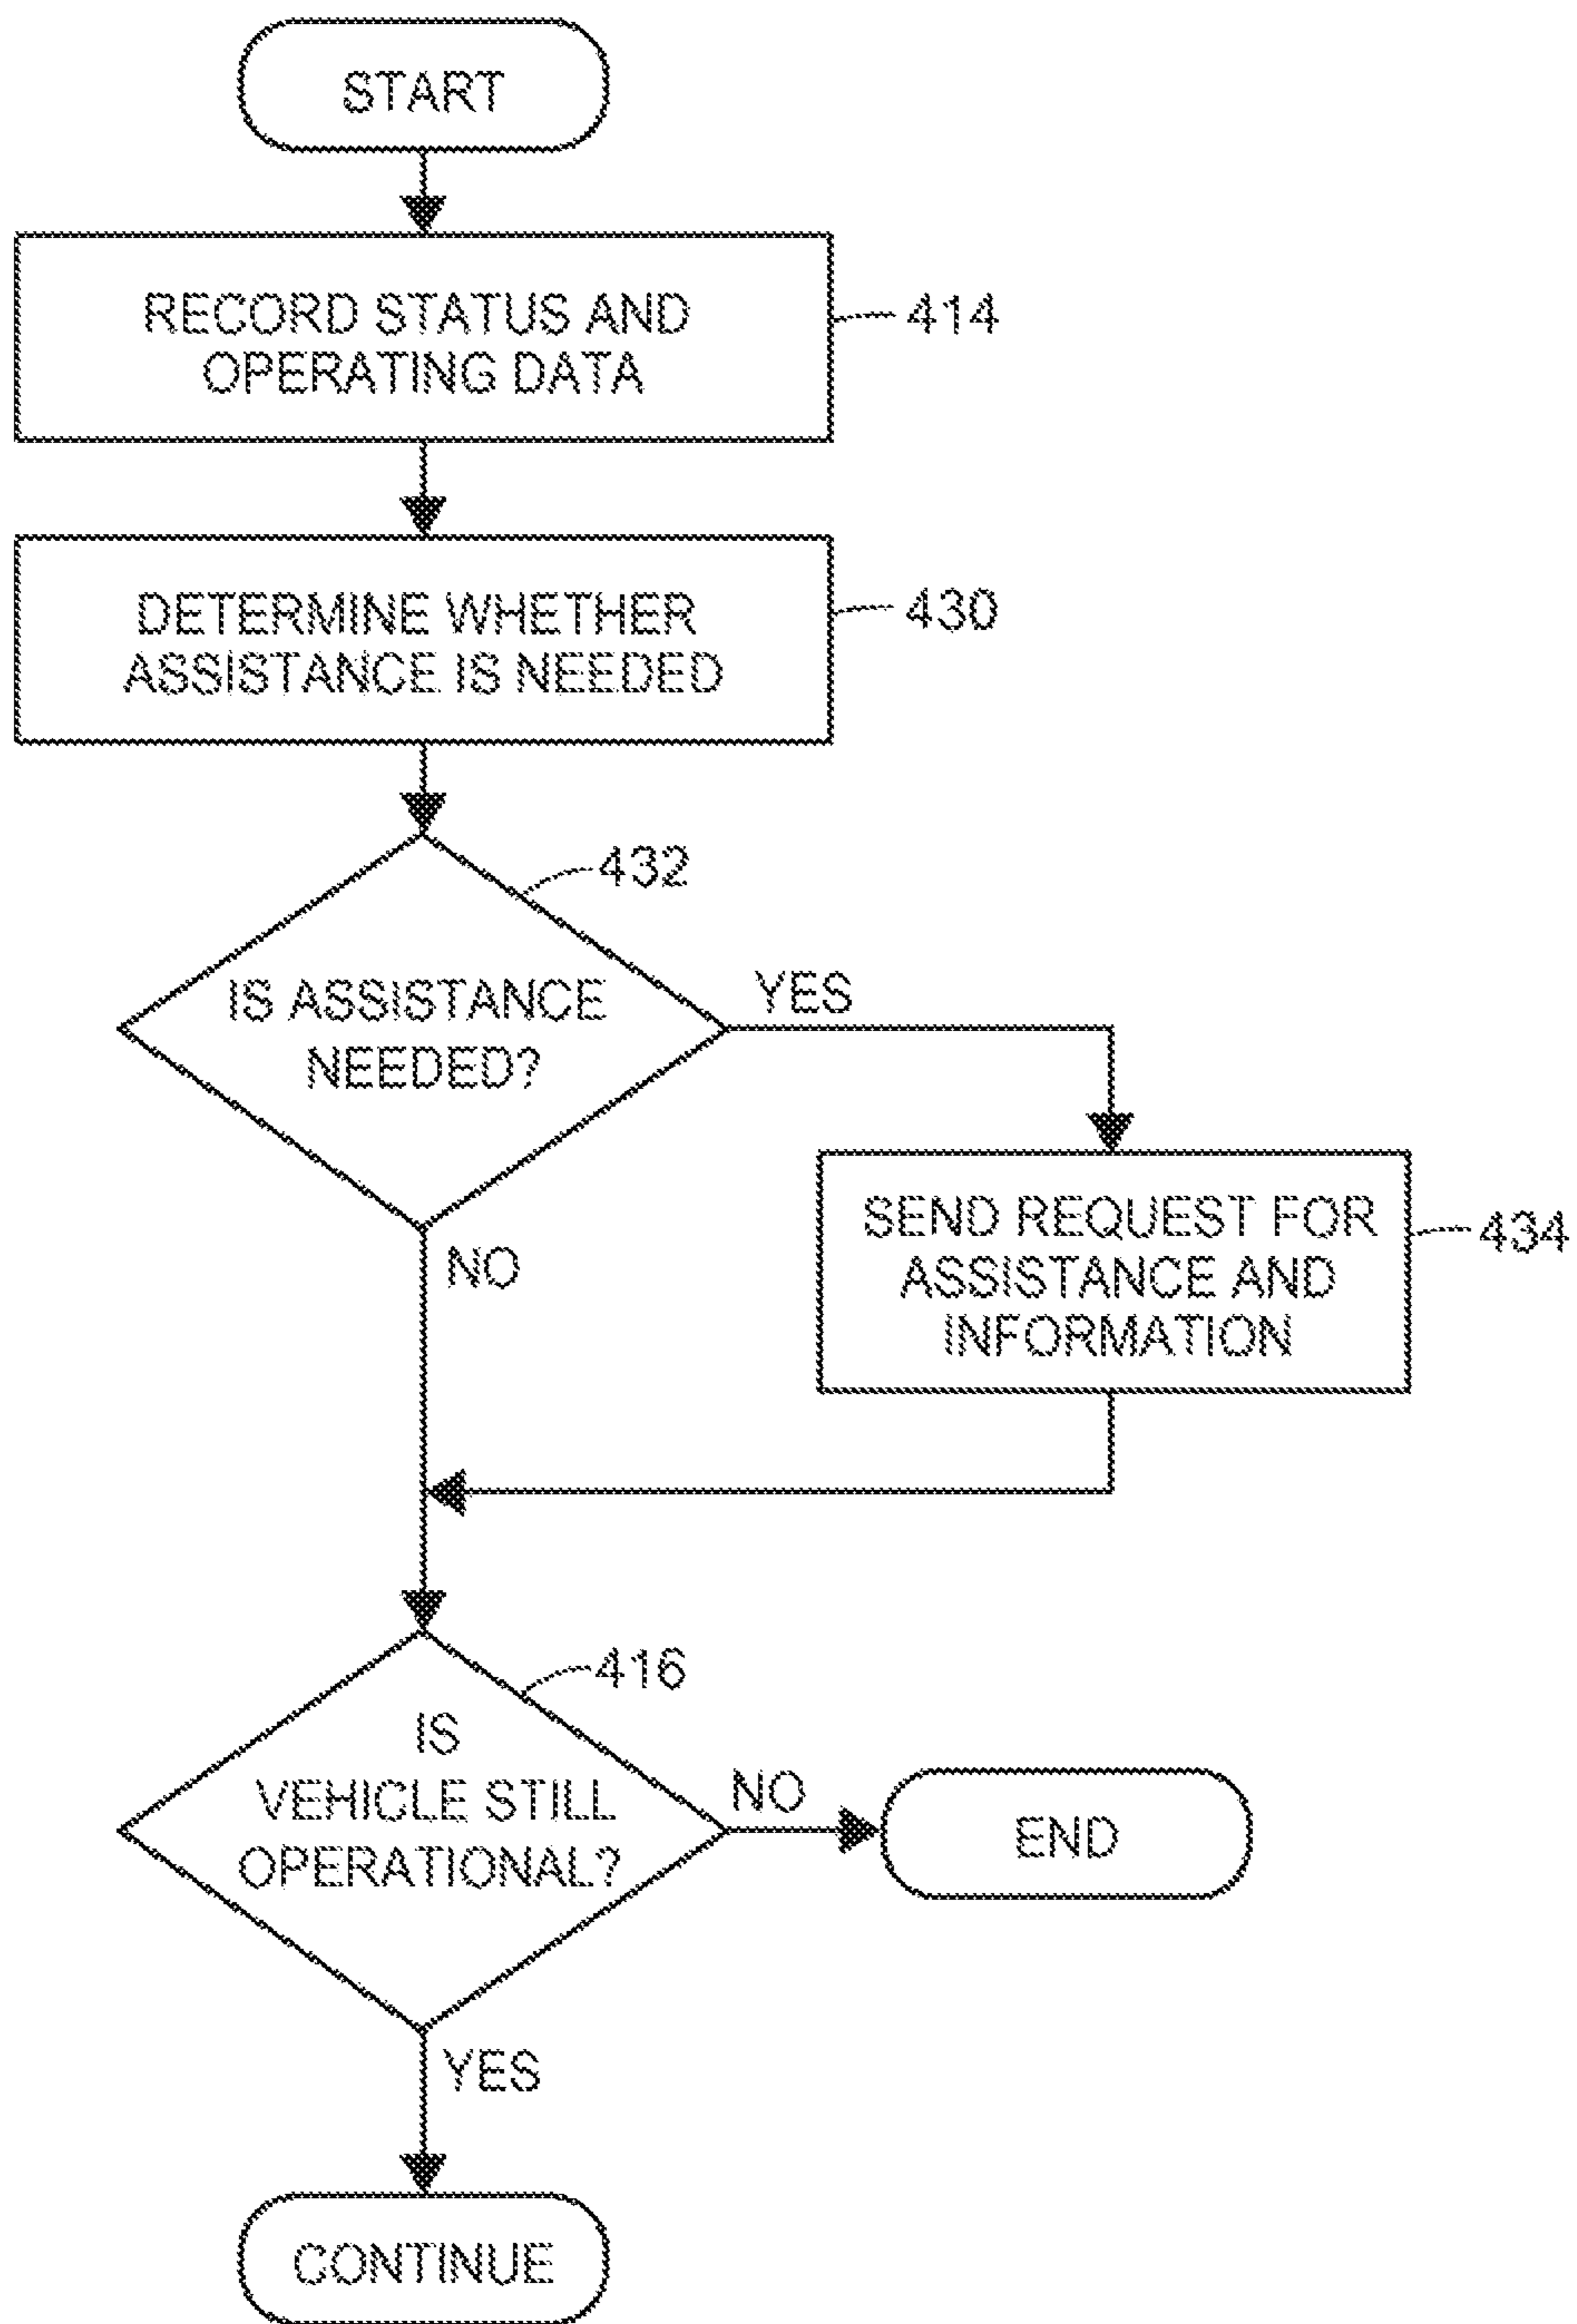 START
RECORD STATUS AND
OPERATING DATA
414
DETERMINE WHETHER
ASSISTANCE IS NEEDED
430
432
IS ASSISTANCE
NEEDED?
YES
NO
SEND REQUEST FOR
ASSISTANCE AND
INFORMATION
434
416
IS
VEHICLE STILL
OPERATIONAL?
NO
END
YES
CONTINUE